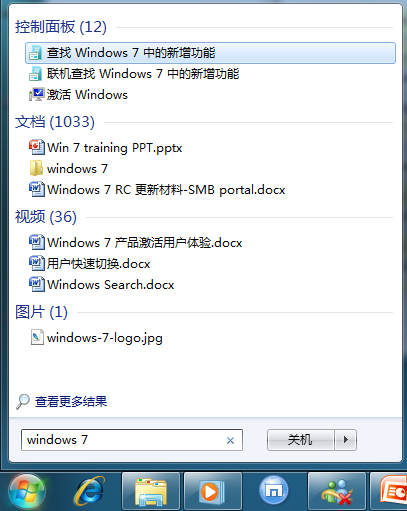 控制面板 (12)
查找 Windows 7 中的新增功能
联机查找 Windows 7 中的新增功能
激活 Windows
文档 (1033)
Win 7 training PPT.pptx
windows 7
Windows 7 RC 更新材料-SMB portal.docx
视频 (36)
Windows 7 产品激活用户体验.docx
用户快速切换.docx
Windows Search.docx
图片 (1)
windows-7-logo.jpg
查看更多结果
windows 7
关机